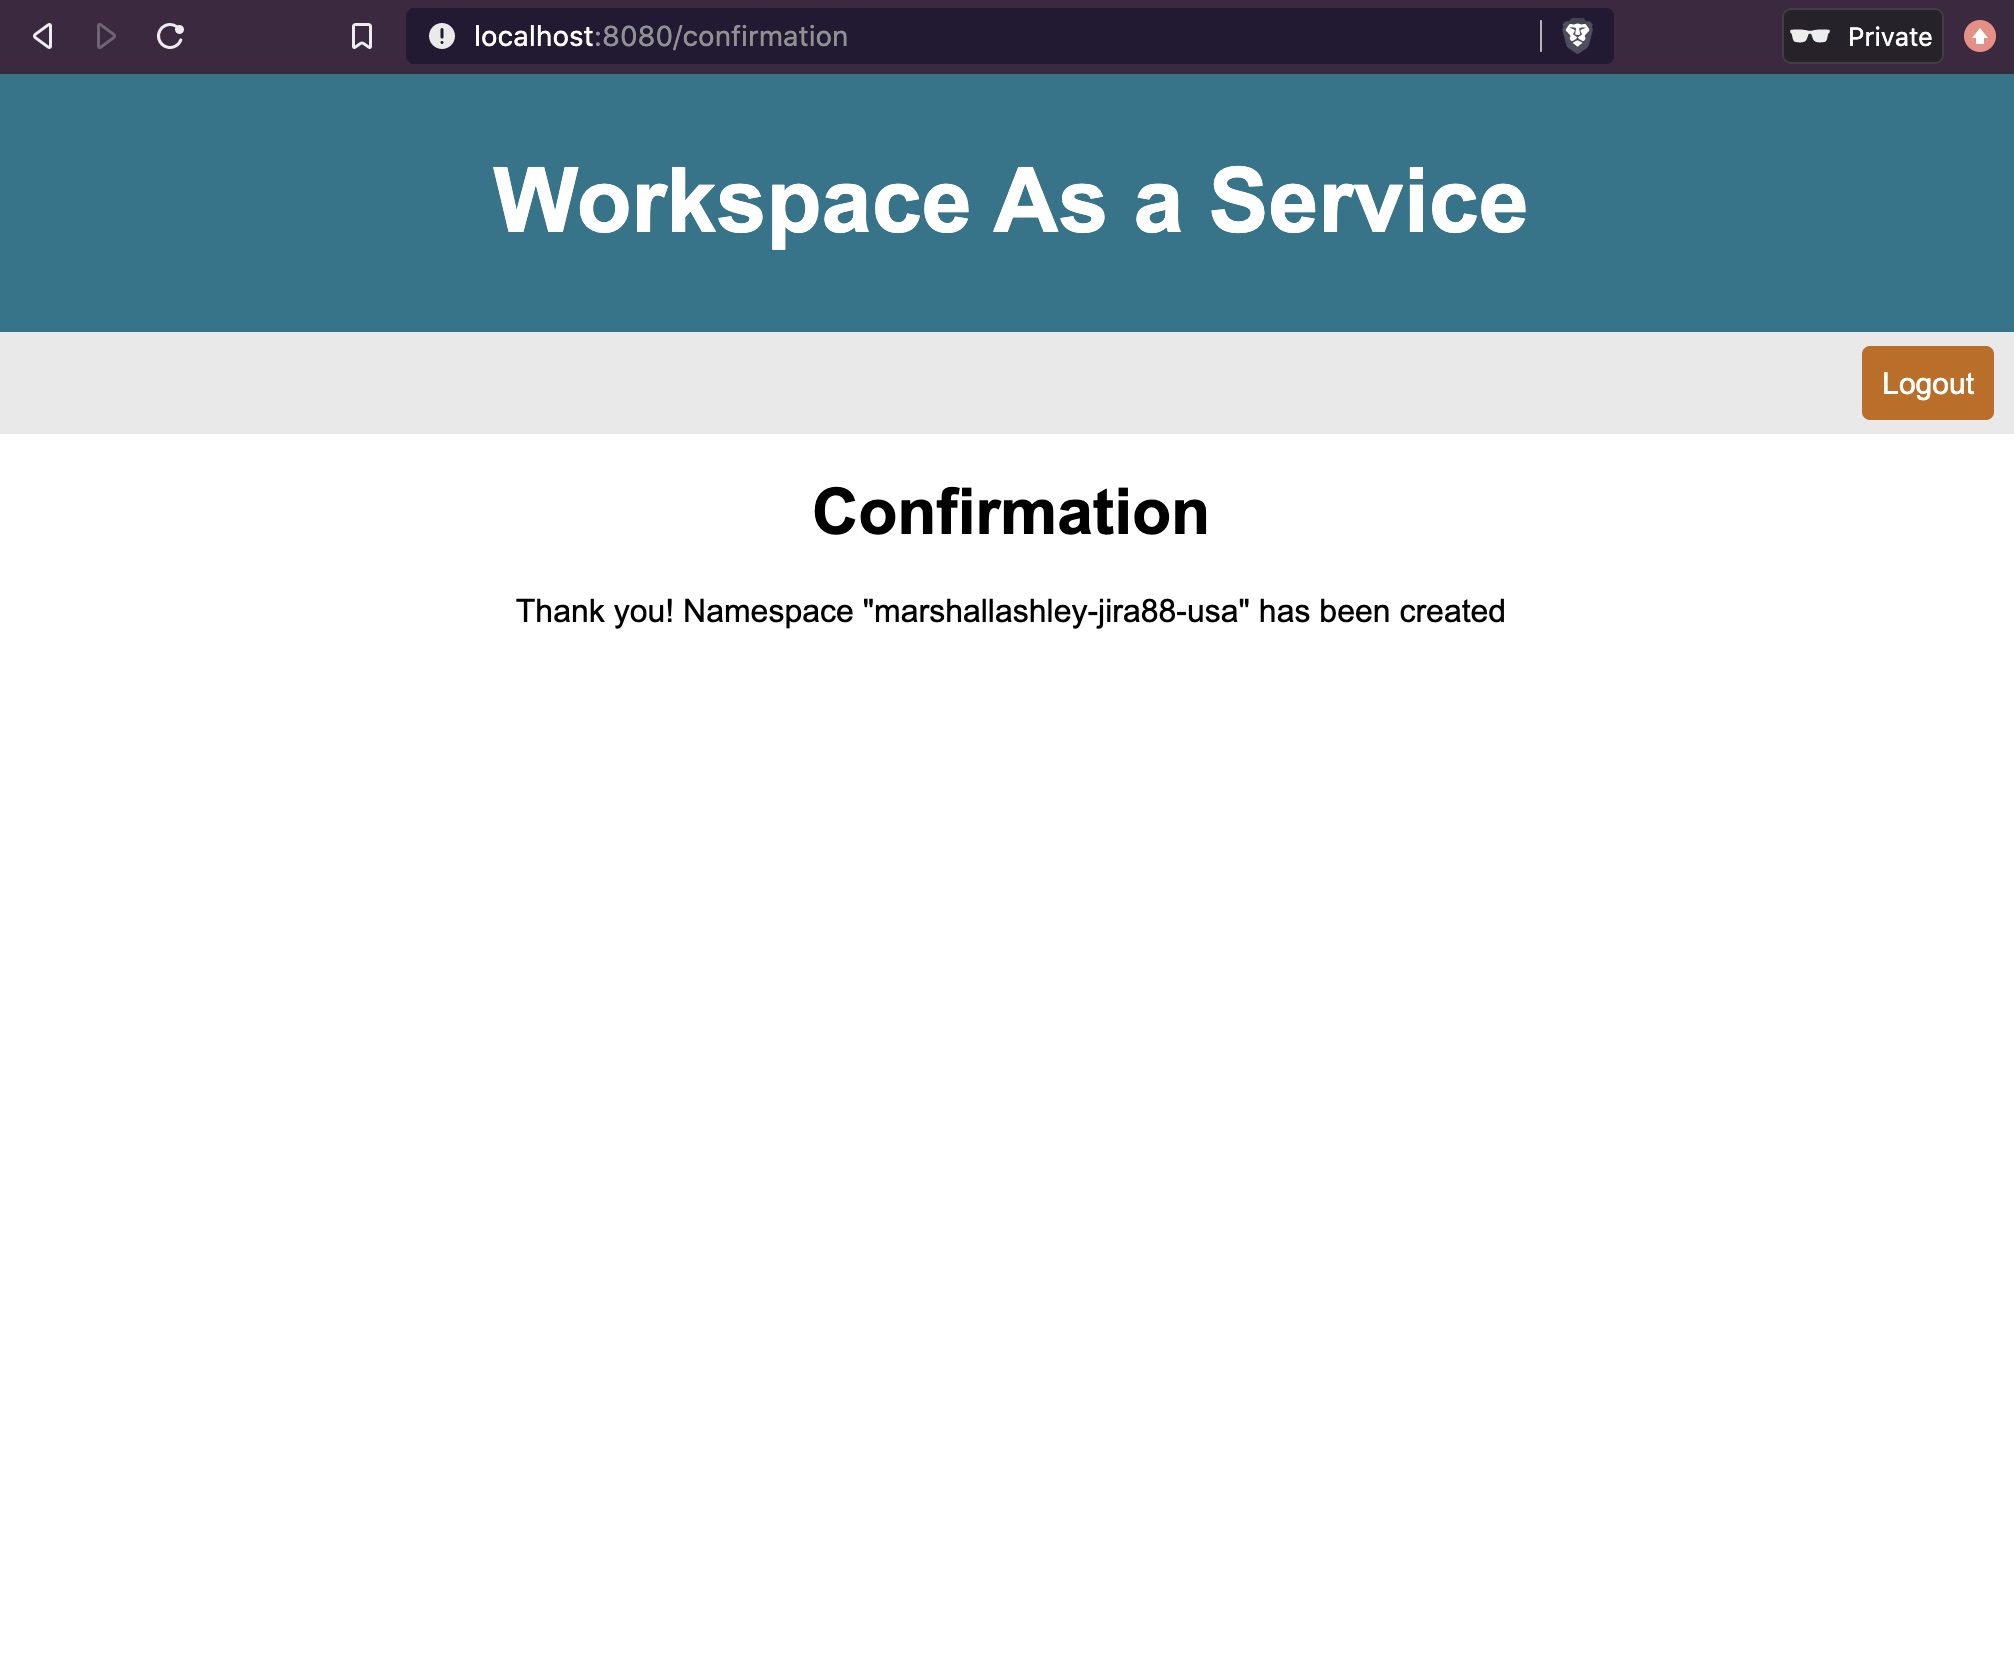 localhost:8080/confirmation
Private
Workspace As a Service
Logout
Confirmation
Thank you! Namespace "marshallashley-jira88-usa" has been created